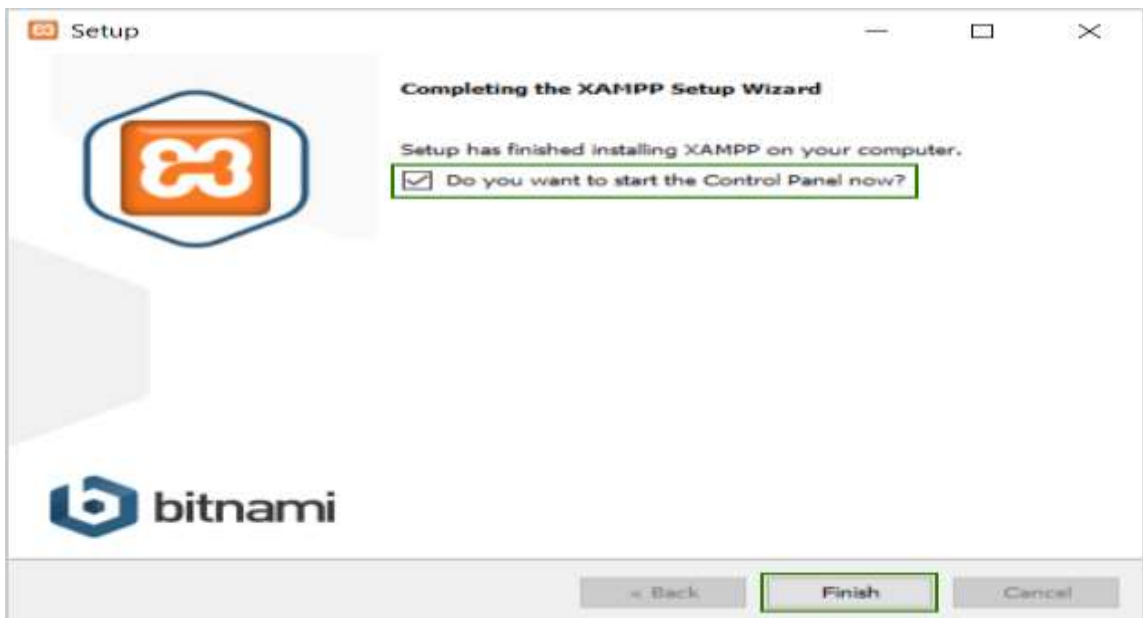 Setup
Completing the XAMPP Setup Wizard
Setup has finished installing XAMPP on your computer.
Do you want to start the Control Panel now?
bitnami
< Back
Finish
Cancel